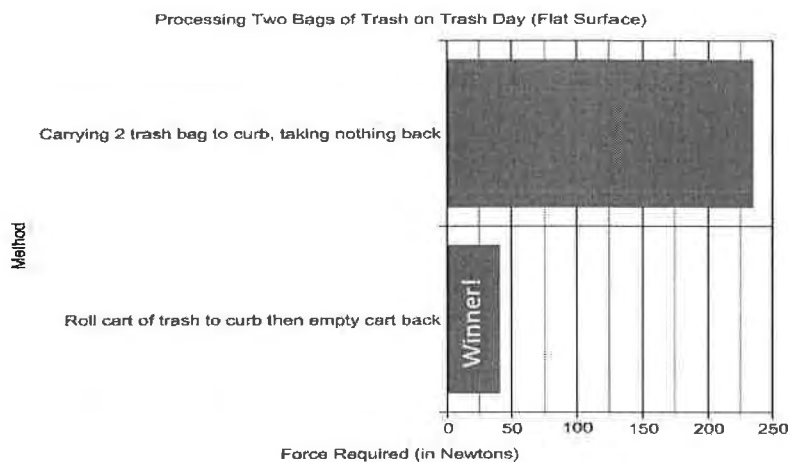 Processing Two Bags of Trash on Trash Day (Flat Surface)
Carrying 2 trash bag to curb, taking nothing back
Method
Roll cart of trash to curb then empty cart back
Winner!
0 50 100 150 200 250
Force Required (in Newtons)